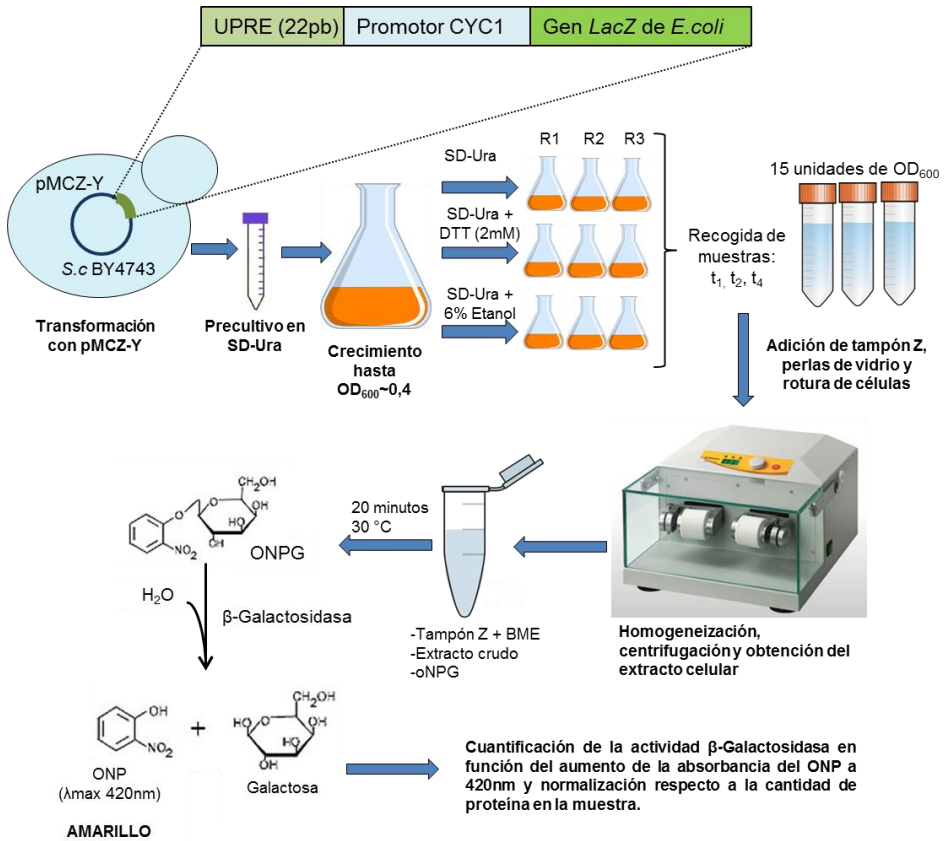 UPRE (22pb)
Promotor CYC1
Gen LacZ de E.coli
pMCZ-Y
S.c BY4743
Transformación
con pMCZ-Y
Precultivo en
SD-Ura
Crecimiento
hasta
OD600~0,4
SD-Ura
SD-Ura +
DTT (2mM)
SD-Ura +
6% Etanol
R1 R2 R3
Recogida de
muestras:
t1, t2, t4
15 unidades de OD600
Adición de tampón Z,
perlas de vidrio y
rotura de células
Homogeneización,
centrifugación y obtención del
extracto celular
-Tampón Z + BME
-Extracto crudo
-oNPG
20 minutos
30 °C
CH2OH
O
O
OH
HO
OH
NO2
ONPG
H2O
β-Galactosidasa
OH
NO2
ONP
(λmax 420nm)
AMARILLO
+
CH2OH
HO
O
OH
HO
OH
Galactosa
Cuantificación de la actividad β-Galactosidasa en
función del aumento de la absorbancia del ONP a
420nm y normalización respecto a la cantidad de
proteína en la muestra.